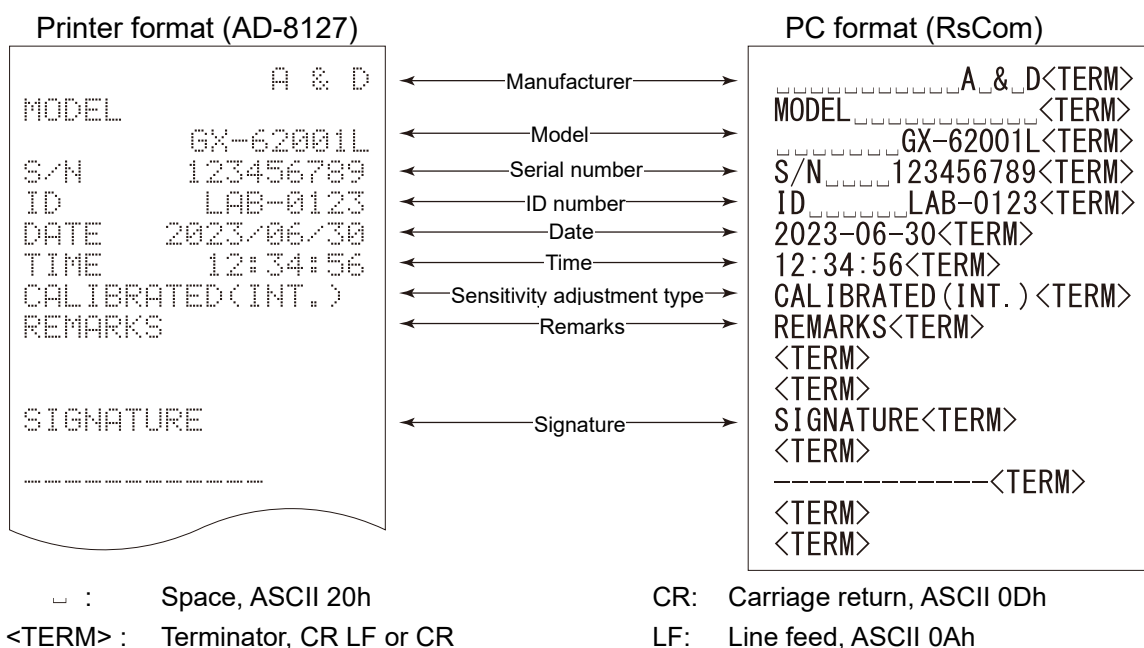 Printer format (AD-8127)
A & D
MODEL
GX-62001L
S/N 123456789
ID LAB-0123
DATE 2023/06/30
TIME 12:34:56
CALIBRATED(INT.)
REMARKS
SIGNATURE
------------
Manufacturer
Model
Serial number
ID number
Date
Time
Sensitivity adjustment type
Remarks
Signature
PC format (RsCom)
␣␣␣␣␣␣␣␣␣␣␣A␣&␣D<TERM>
MODEL␣␣␣␣␣␣␣␣␣␣␣<TERM>
␣␣␣␣␣␣␣GX-62001L<TERM>
S/N␣␣␣␣123456789<TERM>
ID␣␣␣␣␣␣LAB-0123<TERM>
2023-06-30<TERM>
12:34:56<TERM>
CALIBRATED(INT.)<TERM>
REMARKS<TERM>
<TERM>
<TERM>
SIGNATURE<TERM>
<TERM>
------------<TERM>
<TERM>
<TERM>
␣ : Space, ASCII 20h
<TERM> : Terminator, CR LF or CR
CR: Carriage return, ASCII 0Dh
LF: Line feed, ASCII 0Ah